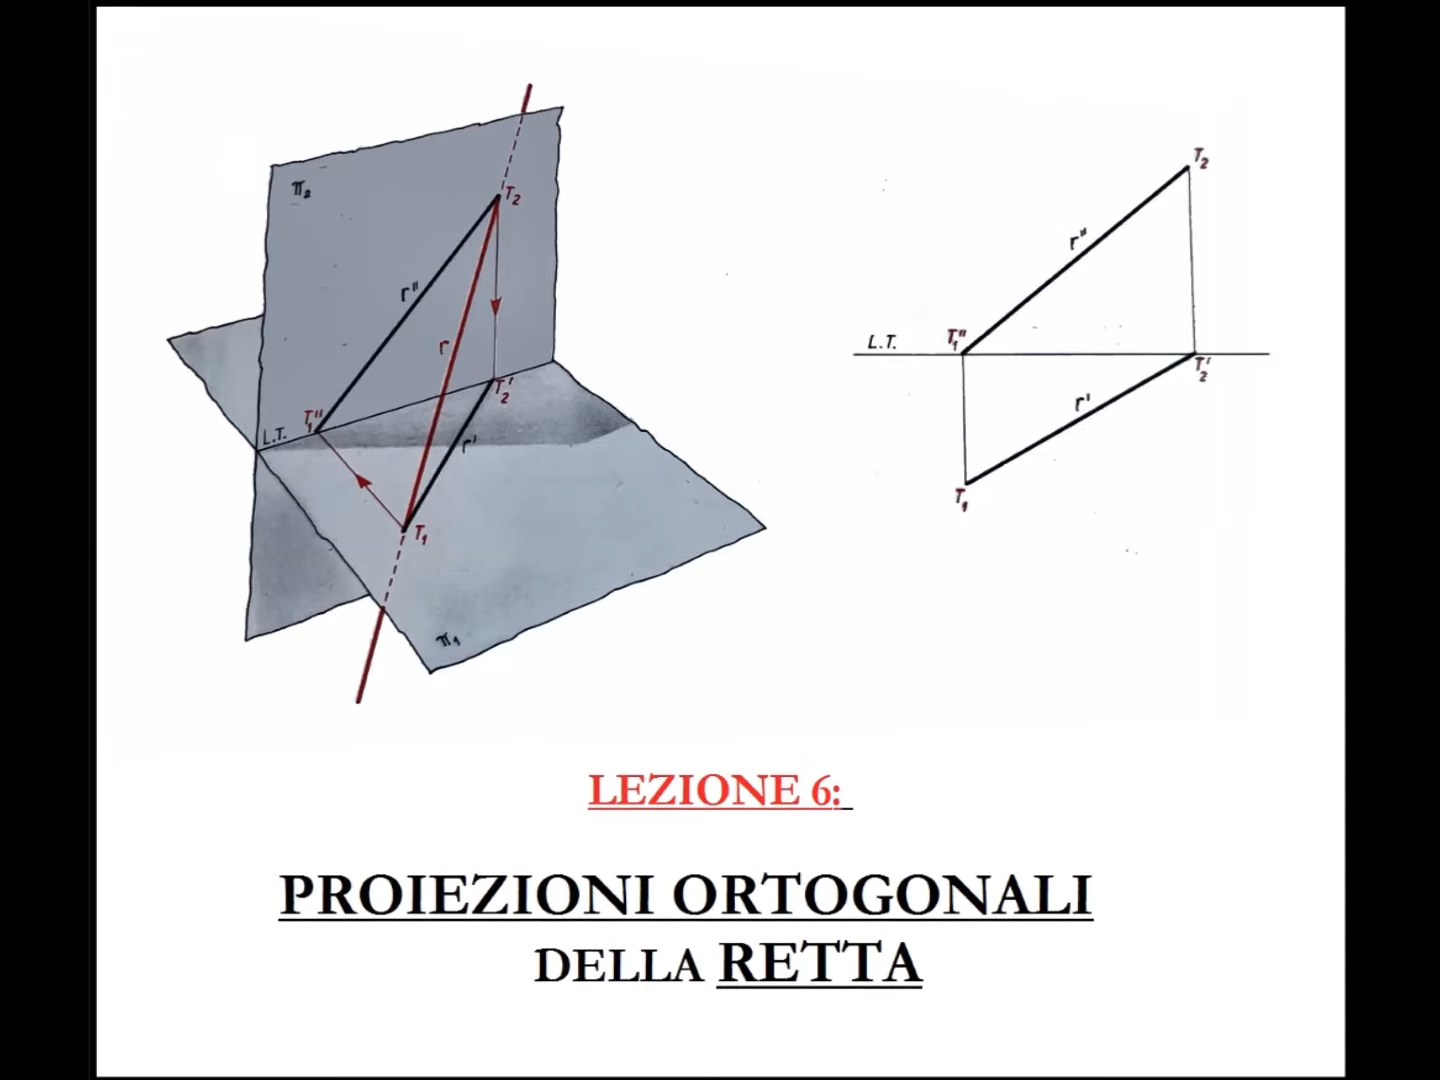 π₂
T₂
r"
r
T₁"
T₂'
L.T.
r'
T₁
π₁
T₂
r"
L.T.
T₁"
T₂'
r'
T₁
LEZIONE 6:
PROIEZIONI ORTOGONALI
DELLA RETTA